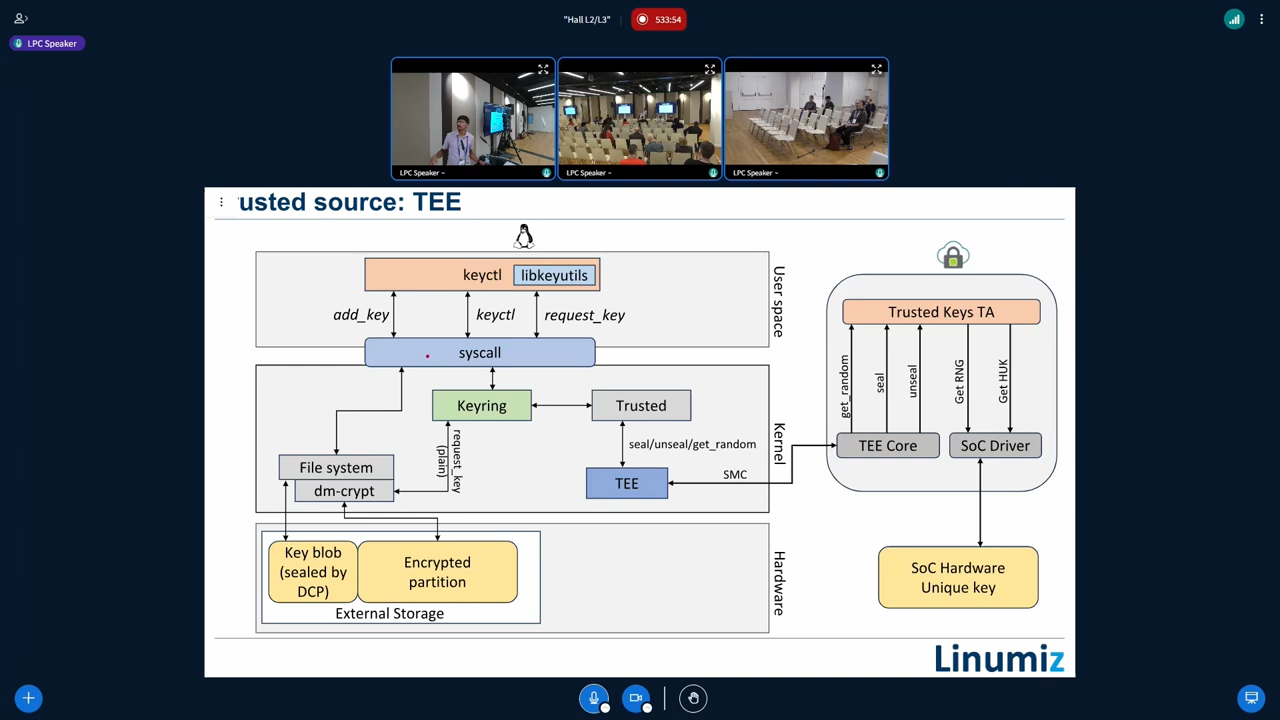 "Hall L2/L3"
533:54
LPC Speaker
LPC Speaker
LPC Speaker
LPC Speaker
usted source: TEE
keyctl
libkeyutils
add_key
keyctl
request_key
User space
syscall
Keyring
Trusted
request_key
(plain)
seal/unseal/get_random
File system
dm-crypt
TEE
SMC
Kernel
Key blob
(sealed by
DCP)
Encrypted
partition
External Storage
Hardware
Trusted Keys TA
get_random
seal
unseal
Get RNG
Get HUK
TEE Core
SoC Driver
SoC Hardware
Unique key
Linumiz